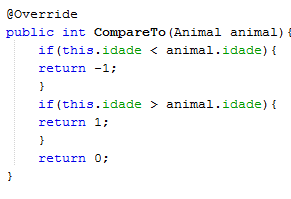 @Override
public int CompareTo(Animal animal){
if(this.idade < animal.idade){
return -1;
}
if(this.idade > animal.idade){
return 1;
}
return 0;
}